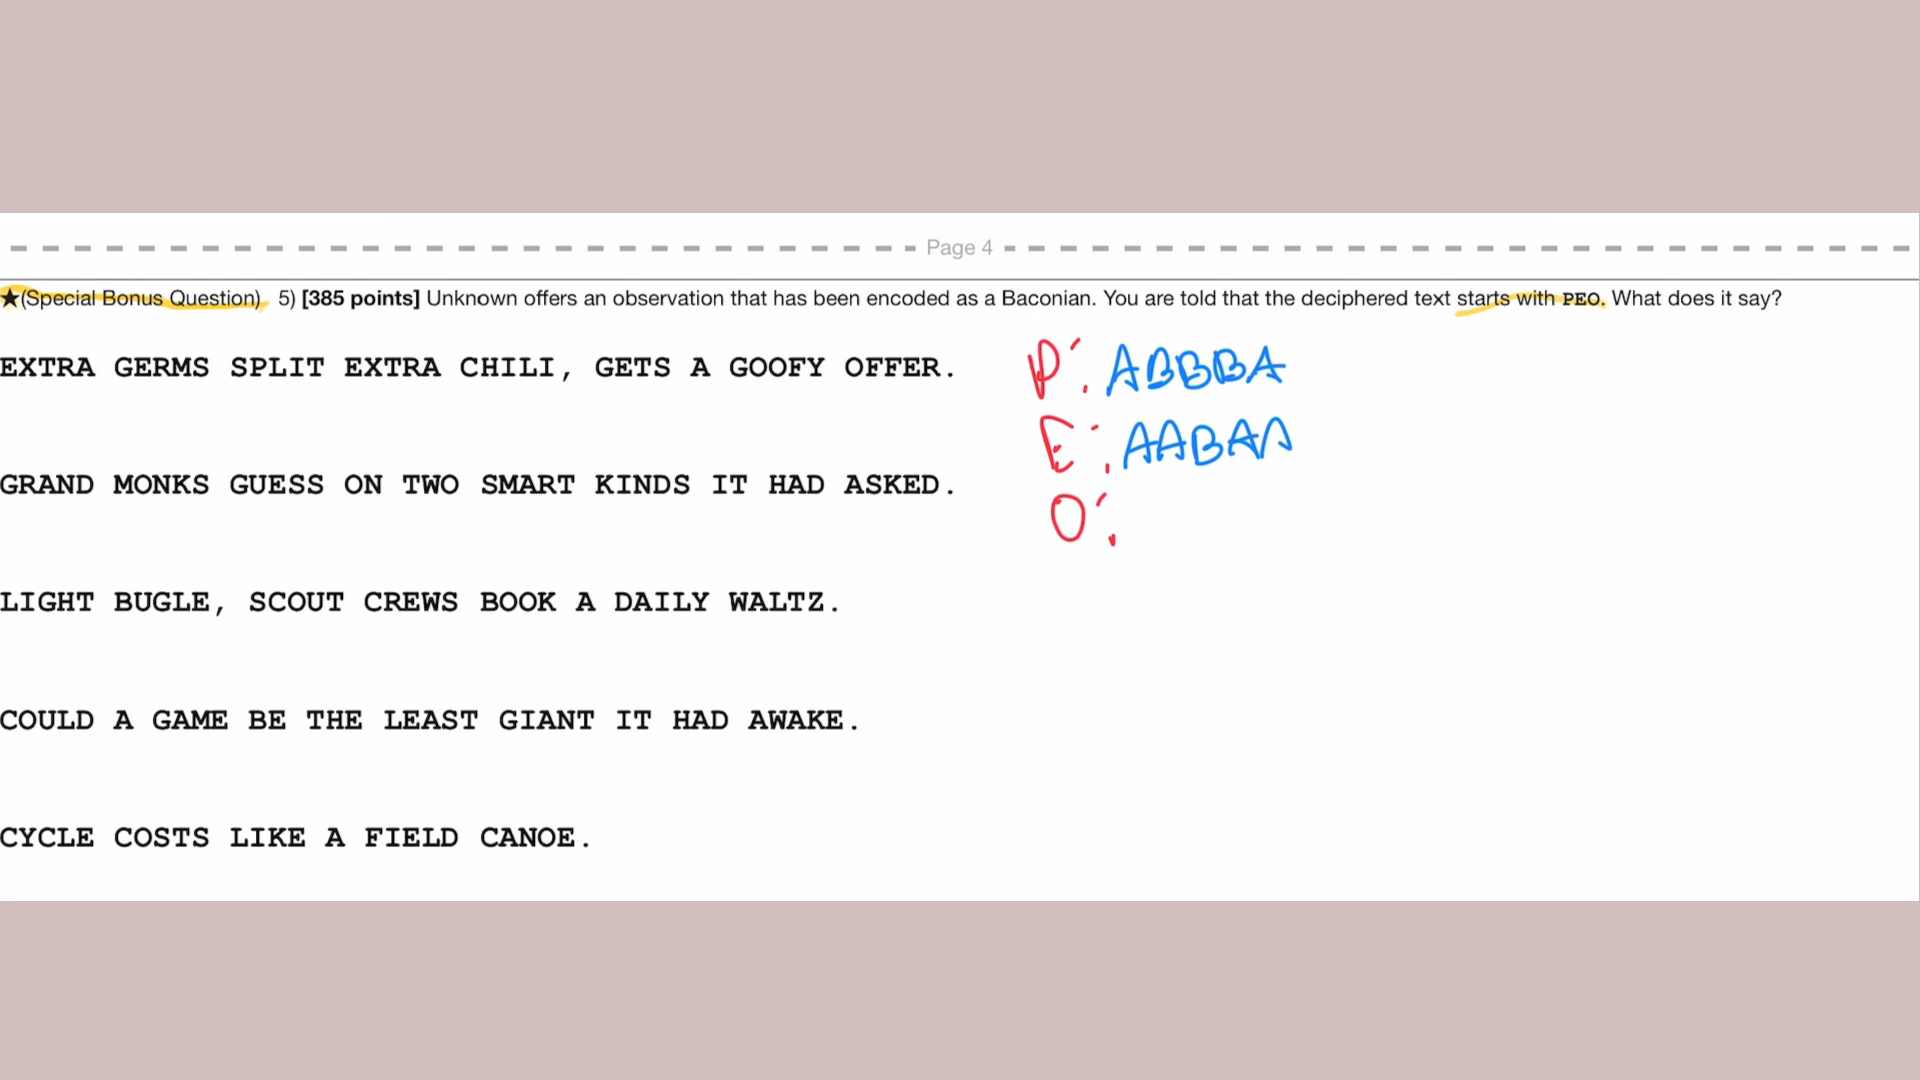 Page 4
★(Special Bonus Question) 5) [385 points] Unknown offers an observation that has been encoded as a Baconian. You are told that the deciphered text starts with PEO. What does it say?
EXTRA GERMS SPLIT EXTRA CHILI, GETS A GOOFY OFFER.
P: ABBBA
E: AABAA
GRAND MONKS GUESS ON TWO SMART KINDS IT HAD ASKED.
O:
LIGHT BUGLE, SCOUT CREWS BOOK A DAILY WALTZ.
COULD A GAME BE THE LEAST GIANT IT HAD AWAKE.
CYCLE COSTS LIKE A FIELD CANOE.